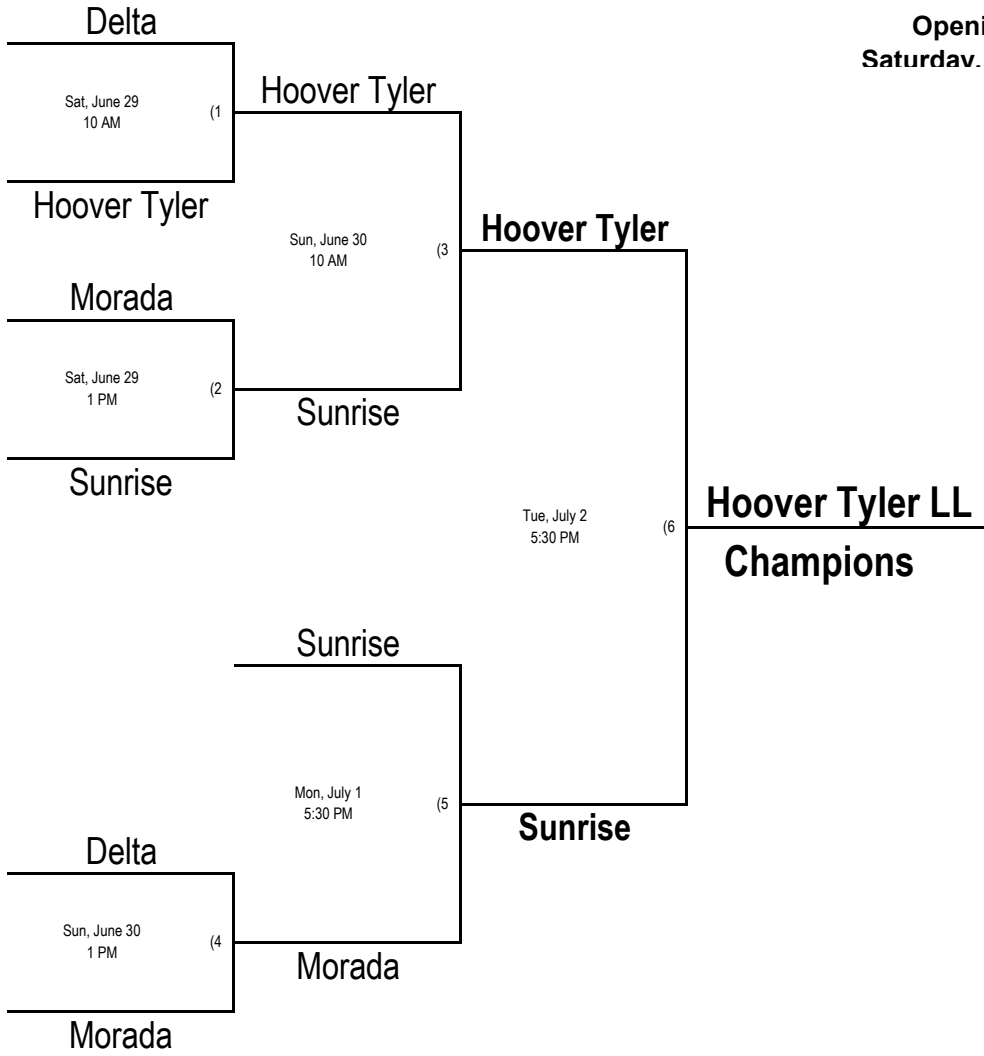 Delta
Openi
Saturday,
Sat, June 29
10 AM
(1
Hoover Tyler
Hoover Tyler
Sun, June 30
10 AM
(3
Hoover Tyler
Morada
Sat, June 29
1 PM
(2
Sunrise
Sunrise
Tue, July 2
5:30 PM
(6
Hoover Tyler LL
Champions
Sunrise
Mon, July 1
5:30 PM
(5
Sunrise
Delta
Sun, June 30
1 PM
(4
Morada
Morada